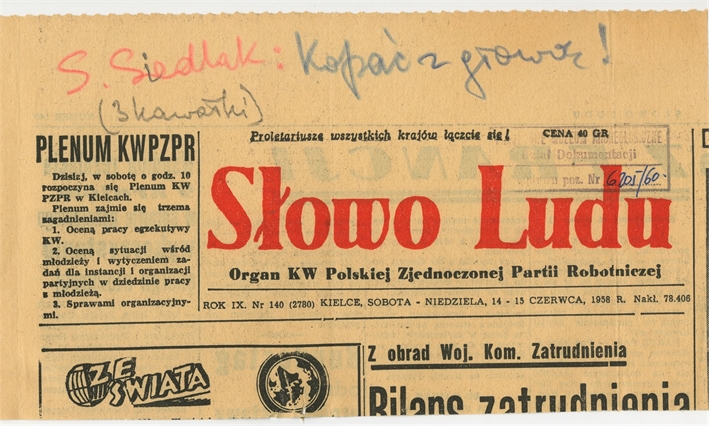 S. Siedlak: Kopać z głową!
(3 kawałki)
PLENUM KWPZPR
Dzisiaj, w sobotę o godz. 10
rozpoczyna się Plenum KW
PZPR w Kielcach.
Plenum zajmie się trzema
zagadnieniami:
1. Oceną pracy egzekutywy
KW.
2. Oceną sytuacji wśród
młodzieży i wytyczeniem za-
dań dla instancji i organizacji
partyjnych w dziedzinie pracy
z młodzieżą.
3. Sprawami organizacyjny-
mi.
Proletariusze wszystkich krajów łączcie się!
CENA 40 GR
Dokumentacji
poz. Nr 6201/60.
Słowo Ludu
Organ KW Polskiej Zjednoczonej Partii Robotniczej
ROK IX. Nr 140 (2780) KIELCE, SOBOTA - NIEDZIELA, 14 - 15 CZERWCA, 1958 R. Nakł. 78.406
ZE
ŚWIATA
Z obrad Woj. Kom. Zatrudnienia
Bilans zatrudnienia